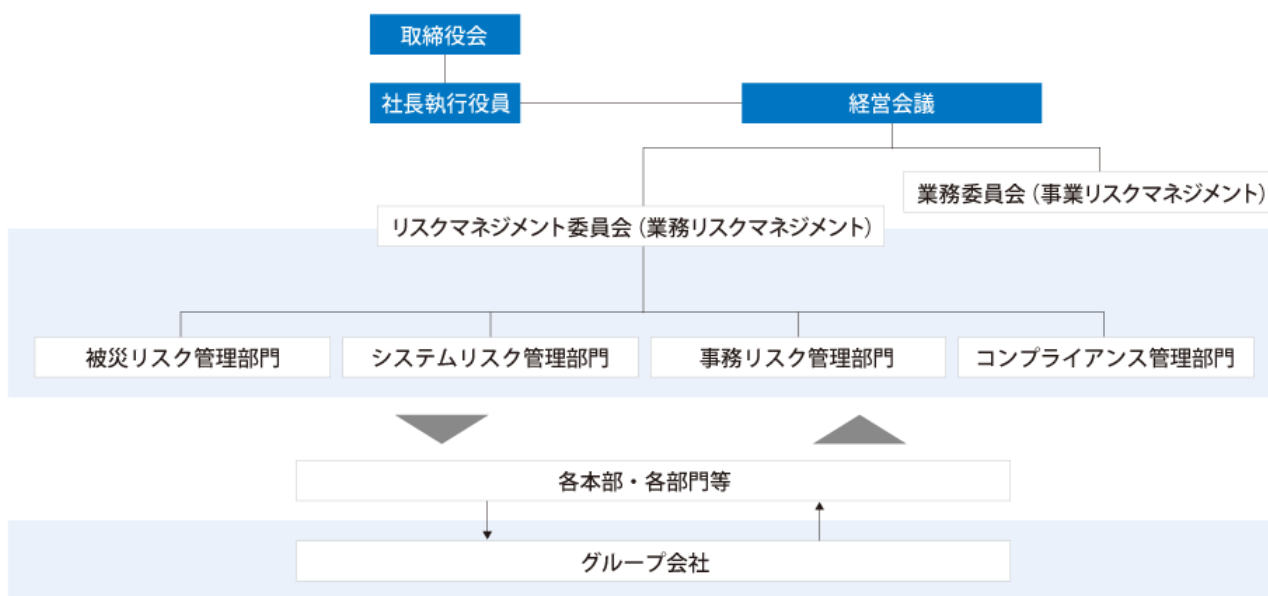 取締役会
社長執行役員
経営会議
業務委員会(事業リスクマネジメント)
リスクマネジメント委員会(業務リスクマネジメント)
被災リスク管理部門
システムリスク管理部門
事務リスク管理部門
コンプライアンス管理部門
各本部・各部門等
グループ会社